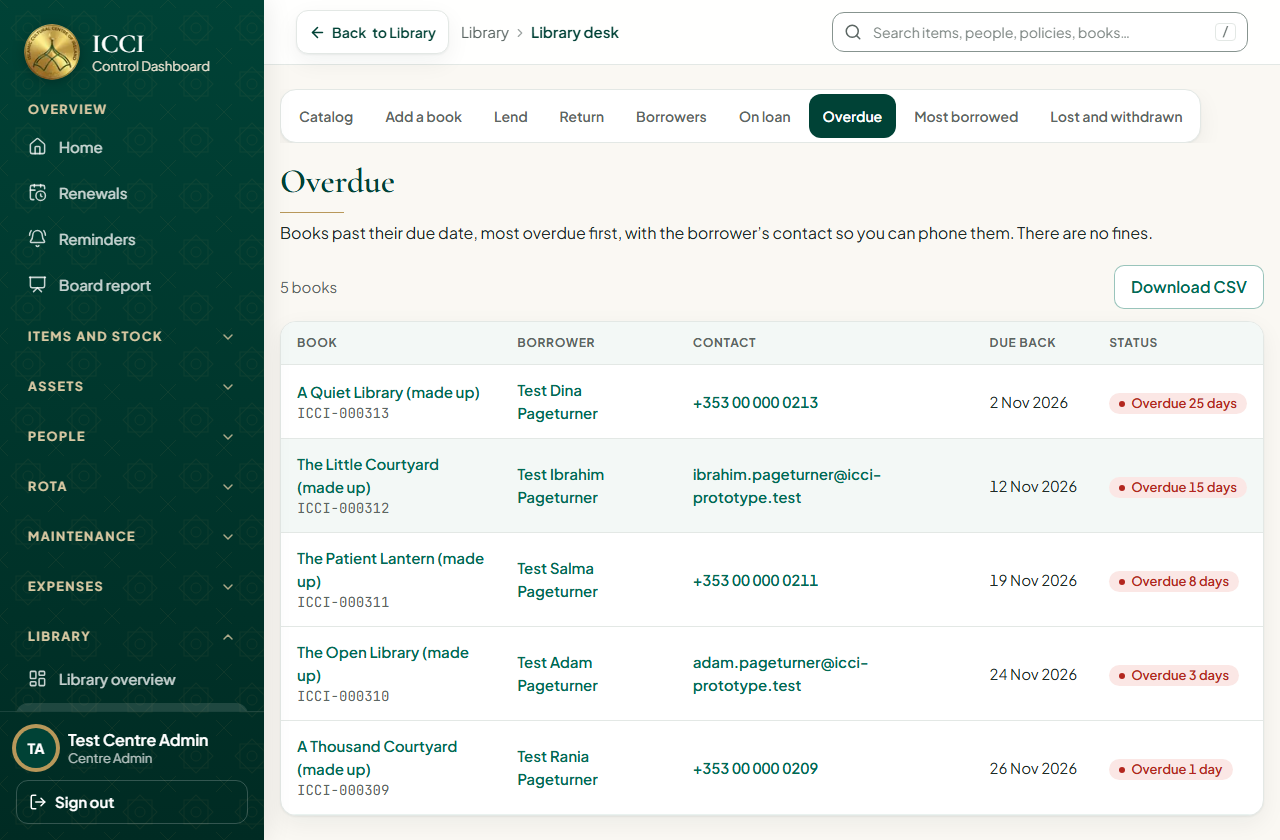 ICCI
Control Dashboard
OVERVIEW
Home
Renewals
Reminders
Board report
ITEMS AND STOCK
ASSETS
PEOPLE
ROTA
MAINTENANCE
EXPENSES
LIBRARY
Library overview
TA
Test Centre Admin
Centre Admin
Sign out
Back to Library
Library > Library desk
Search items, people, policies, books…
/
Catalog
Add a book
Lend
Return
Borrowers
On loan
Overdue
Most borrowed
Lost and withdrawn
Overdue
Books past their due date, most overdue first, with the borrower’s contact so you can phone them. There are no fines.
5 books
Download CSV
BOOK BORROWER CONTACT DUE BACK STATUS
A Quiet Library (made up)
ICCI-000313
Test Dina
Pageturner
+353 00 000 0213
2 Nov 2026
Overdue 25 days
The Little Courtyard
(made up)
ICCI-000312
Test Ibrahim
Pageturner
ibrahim.pageturner@icci-
prototype.test
12 Nov 2026
Overdue 15 days
The Patient Lantern (made
up)
ICCI-000311
Test Salma
Pageturner
+353 00 000 0211
19 Nov 2026
Overdue 8 days
The Open Library (made
up)
ICCI-000310
Test Adam
Pageturner
adam.pageturner@icci-
prototype.test
24 Nov 2026
Overdue 3 days
A Thousand Courtyard
(made up)
ICCI-000309
Test Rania
Pageturner
+353 00 000 0209
26 Nov 2026
Overdue 1 day